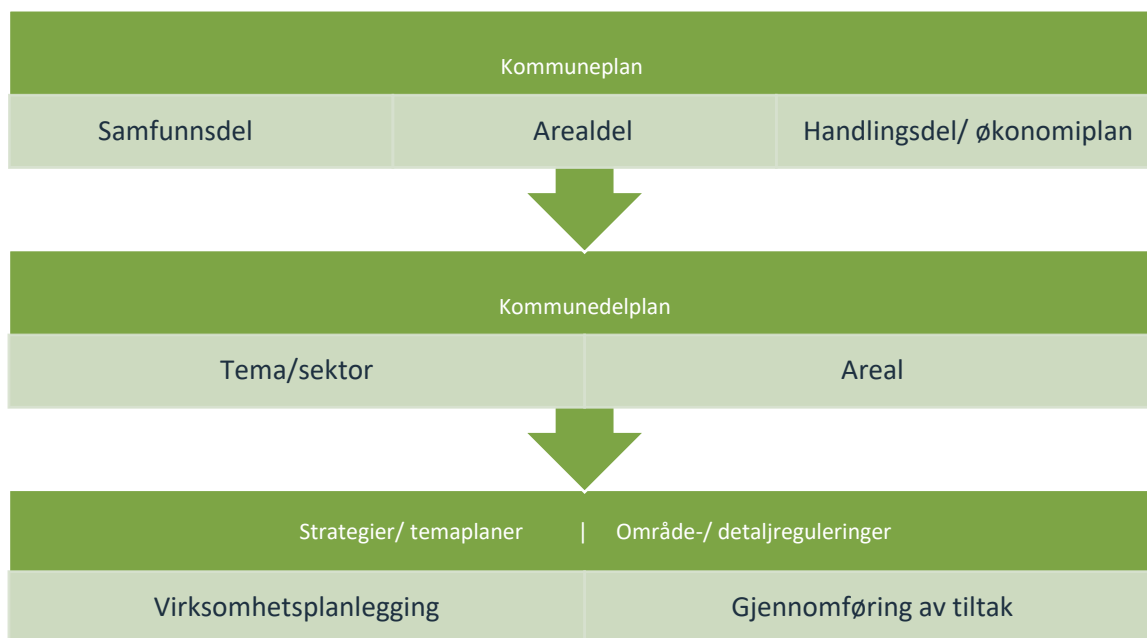 Kommuneplan
Samfunnsdel
Arealdel
Handlingsdel/ økonomiplan
Kommunedelplan
Tema/sektor
Areal
Strategier/ temaplaner | Område-/ detaljreguleringer
Virksomhetsplanlegging
Gjennomføring av tiltak